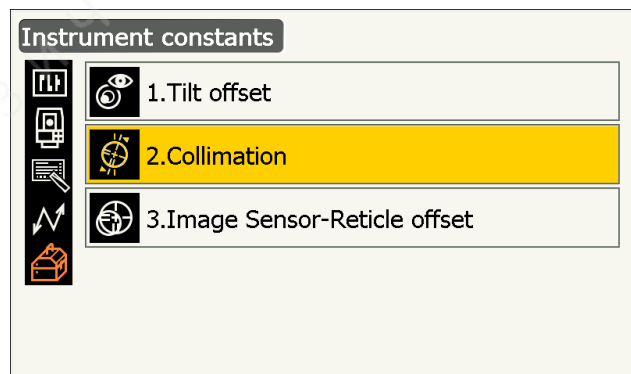 Instrument constants
1.Tilt offset
2.Collimation
3.Image Sensor-Reticle offset